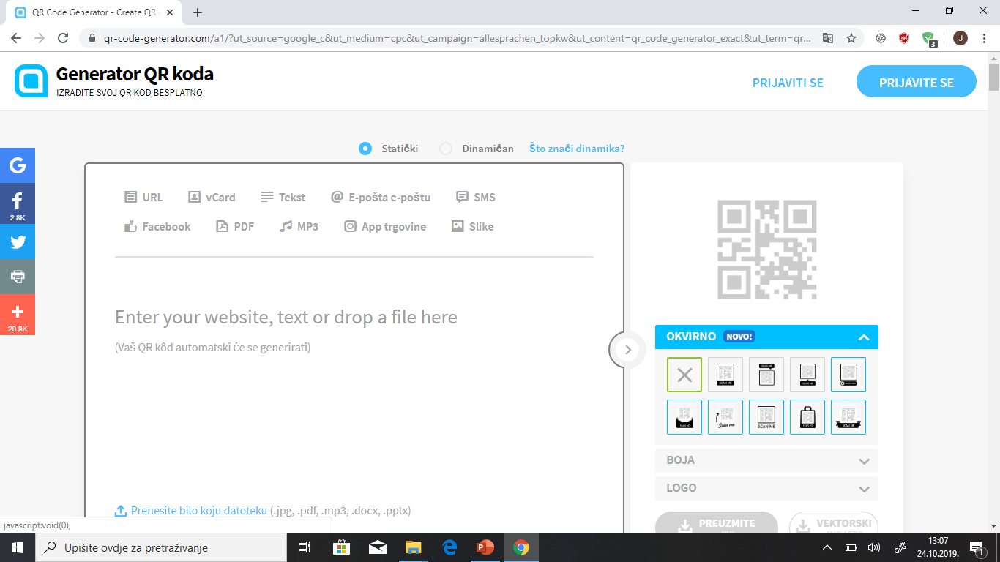 QR Code Generator - Create QR
qr-code-generator.com/a1/?ut_source=google_c&ut_medium=cpc&ut_campaign=allesprachen_topkw&ut_content=qr_code_generator_exact&ut_term=qr...
3
J
Generator QR koda
IZRADITE SVOJ QR KOD BESPLATNO
PRIJAVITI SE
PRIJAVITE SE
Statički
Dinamičan
Što znači dinamika?
2.8K
28.9K
URL
vCard
Tekst
E-pošta e-poštu
SMS
Facebook
PDF
MP3
App trgovine
Slike
Enter your website, text or drop a file here
(Vaš QR kôd automatski će se generirati)
Prenesite bilo koju datoteku (.jpg, .pdf, .mp3, .docx, .pptx)
OKVIRNO NOVO!
SCAN ME
SCAN ME
SCAN ME
Scan me
SCAN ME
SCAN ME
SCAN ME
BOJA
LOGO
PREUZMITE
VEKTORSKI
javascript:void(0);
Upišite ovdje za pretraživanje
13:07
24.10.2019.
1